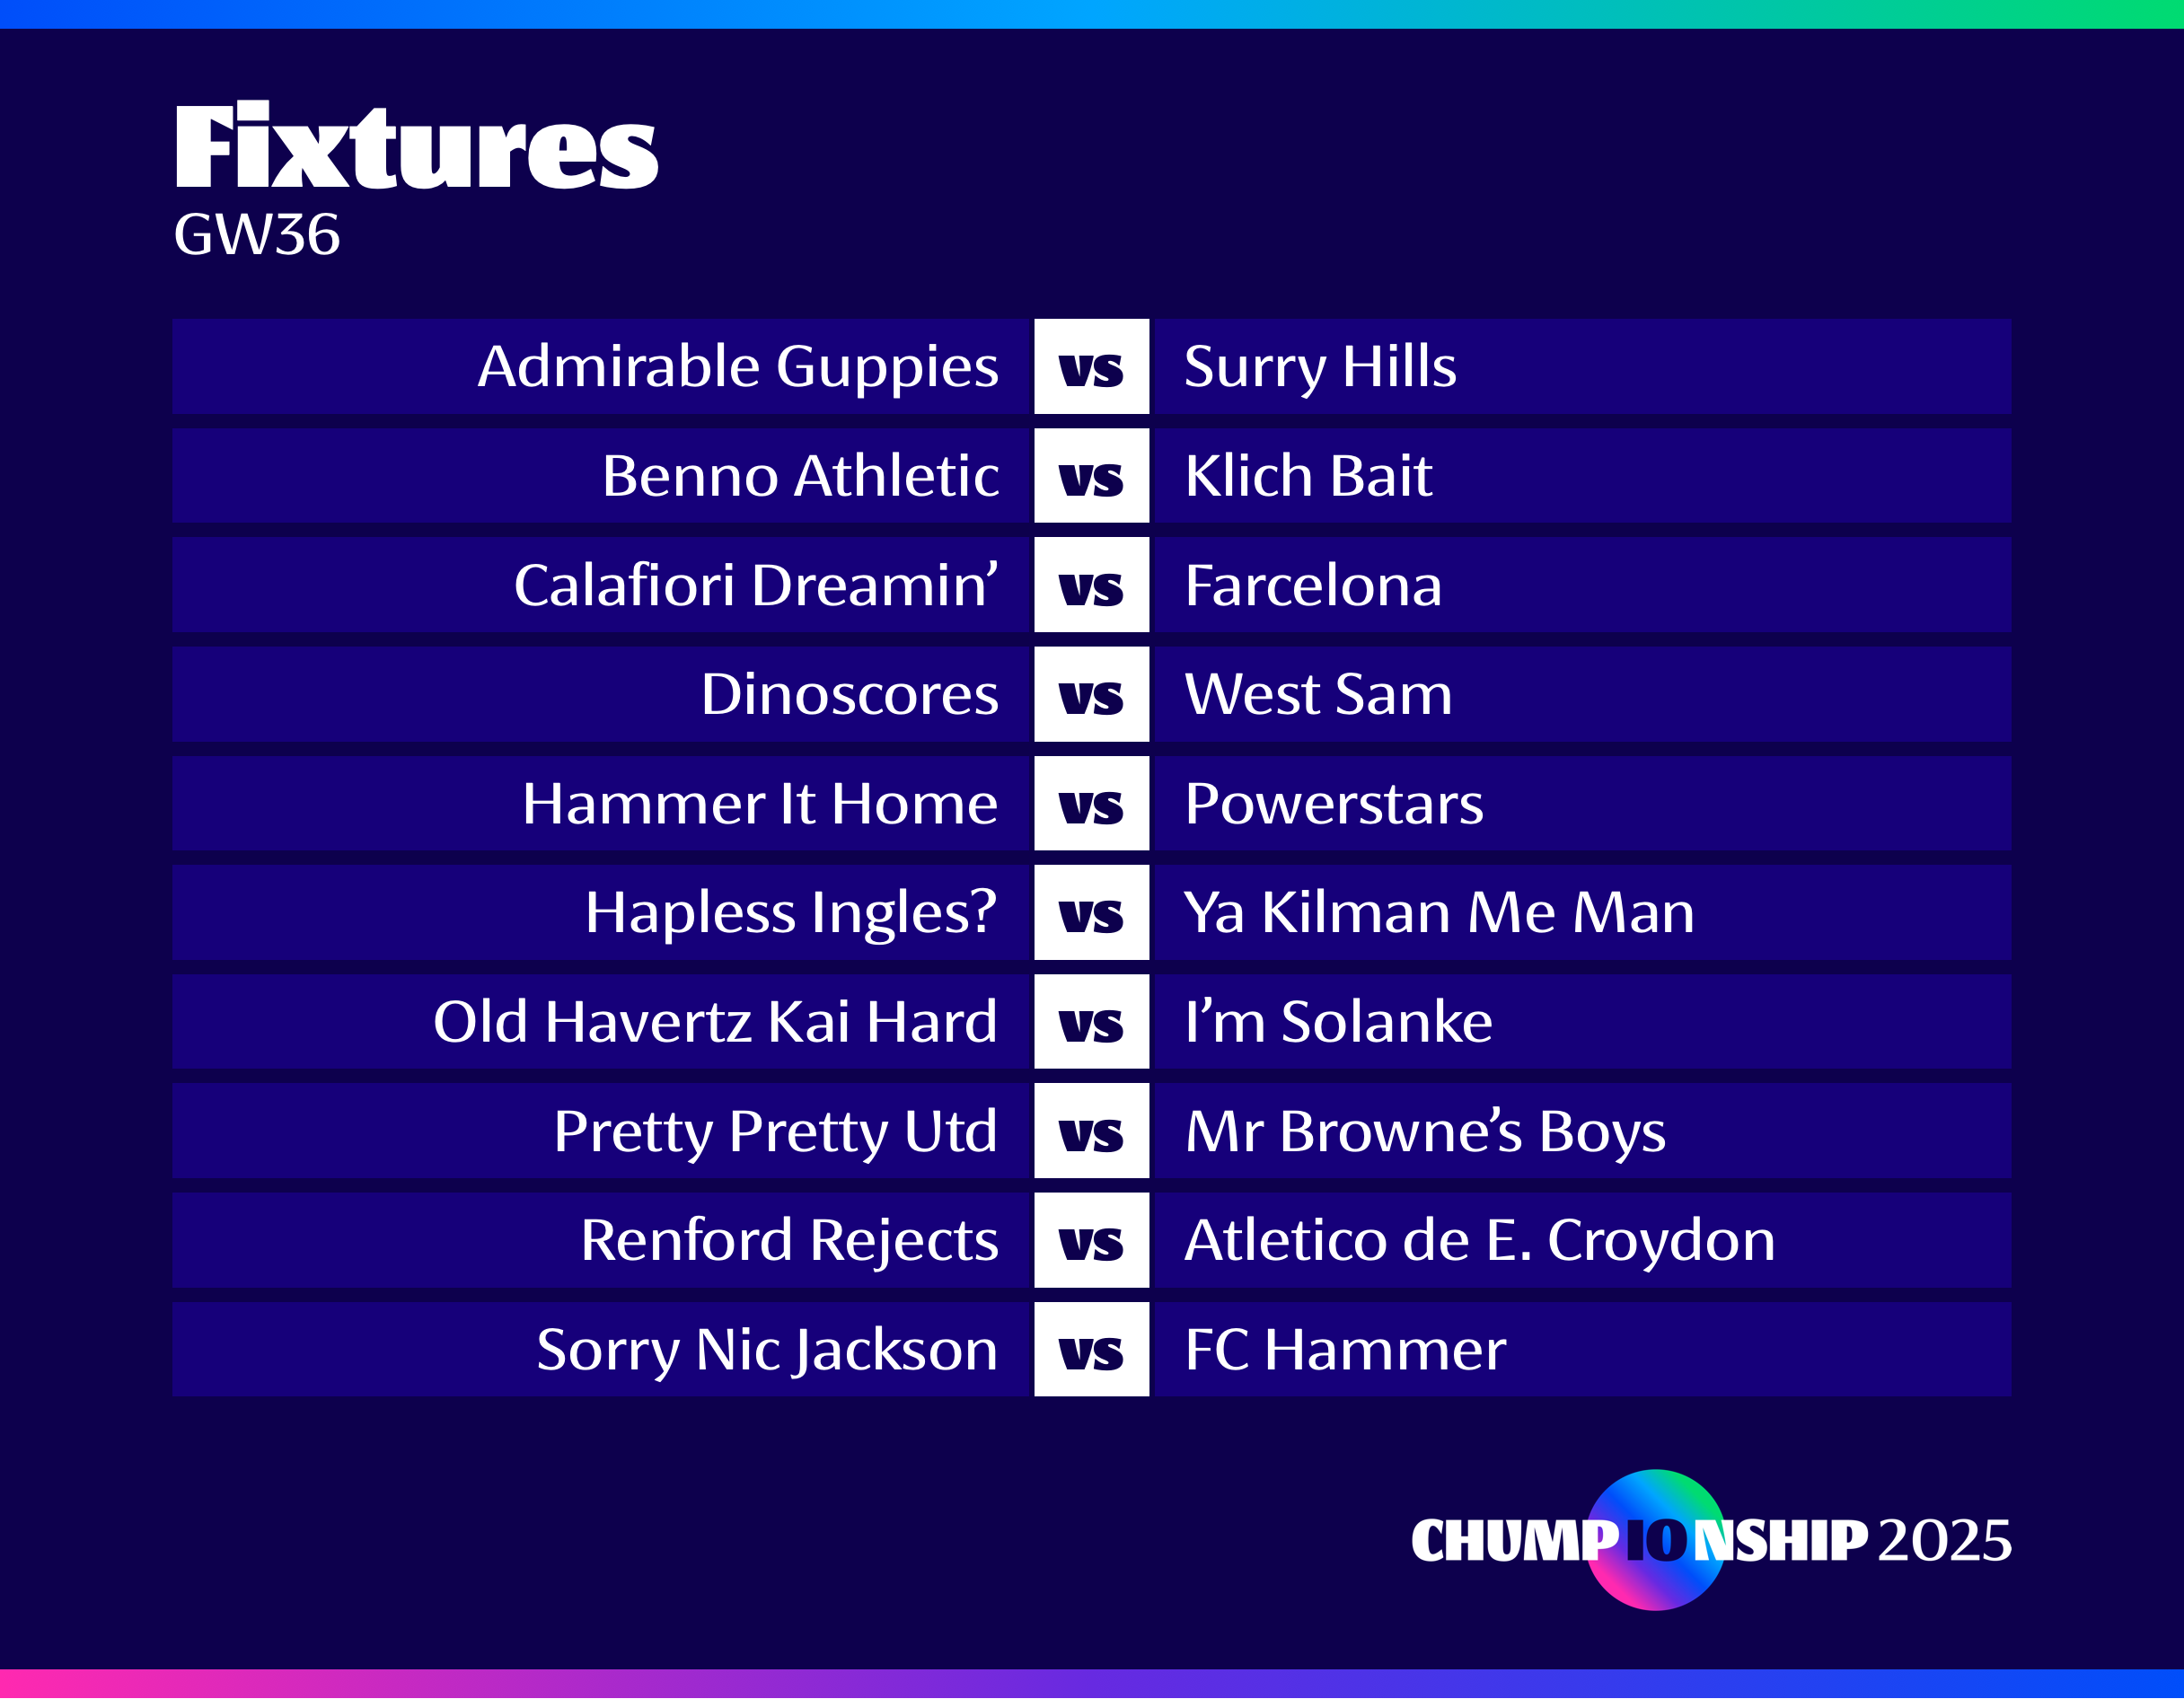 Fixtures
GW36
Admirable Guppies vs Surry Hills
Benno Athletic vs Klich Bait
Calafiori Dreamin’ vs Farcelona
Dinoscores vs West Sam
Hammer It Home vs Powerstars
Hapless Ingles? vs Ya Kilman Me Man
Old Havertz Kai Hard vs I’m Solanke
Pretty Pretty Utd vs Mr Browne’s Boys
Renford Rejects vs Atletico de E. Croydon
Sorry Nic Jackson vs FC Hammer
CHUMPIONSHIP 2025